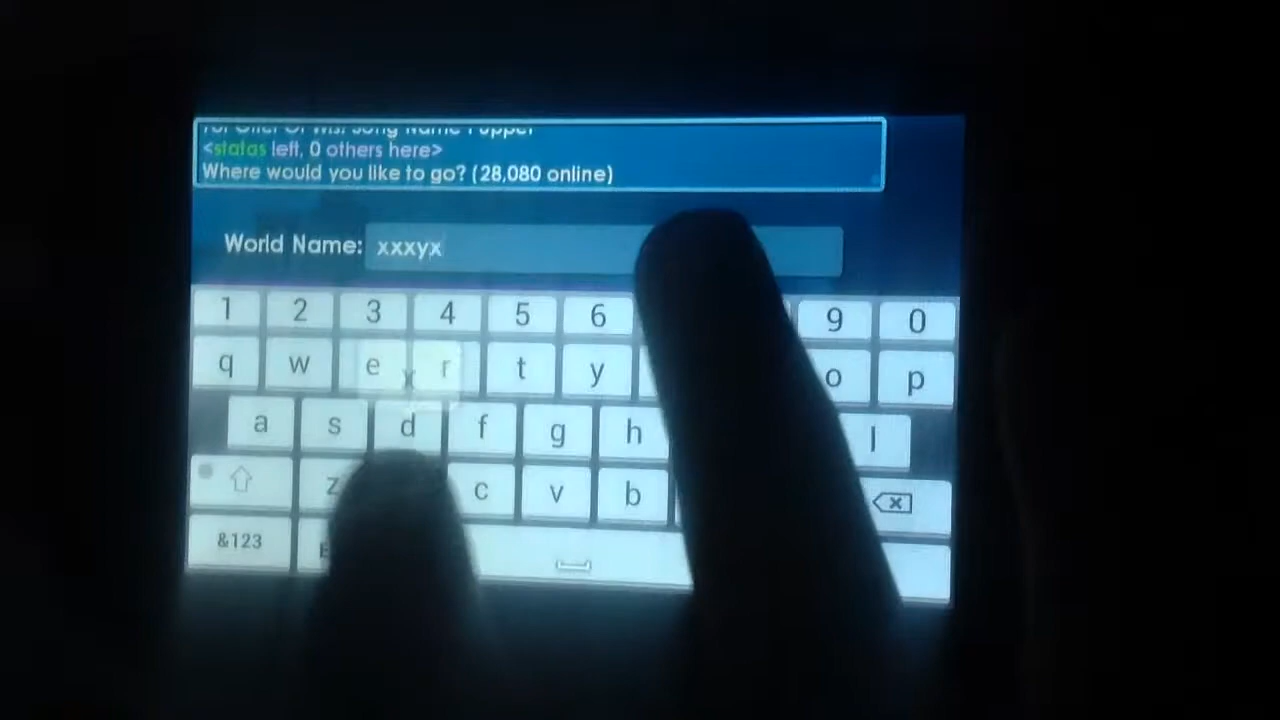 <statas left, 0 others here>
Where would you like to go? (28,080 online)
World Name: xxxyx
1 2 3 4 5 6 9 0
q w e r t y o p
x
a s d f g h l
z c v b
&123